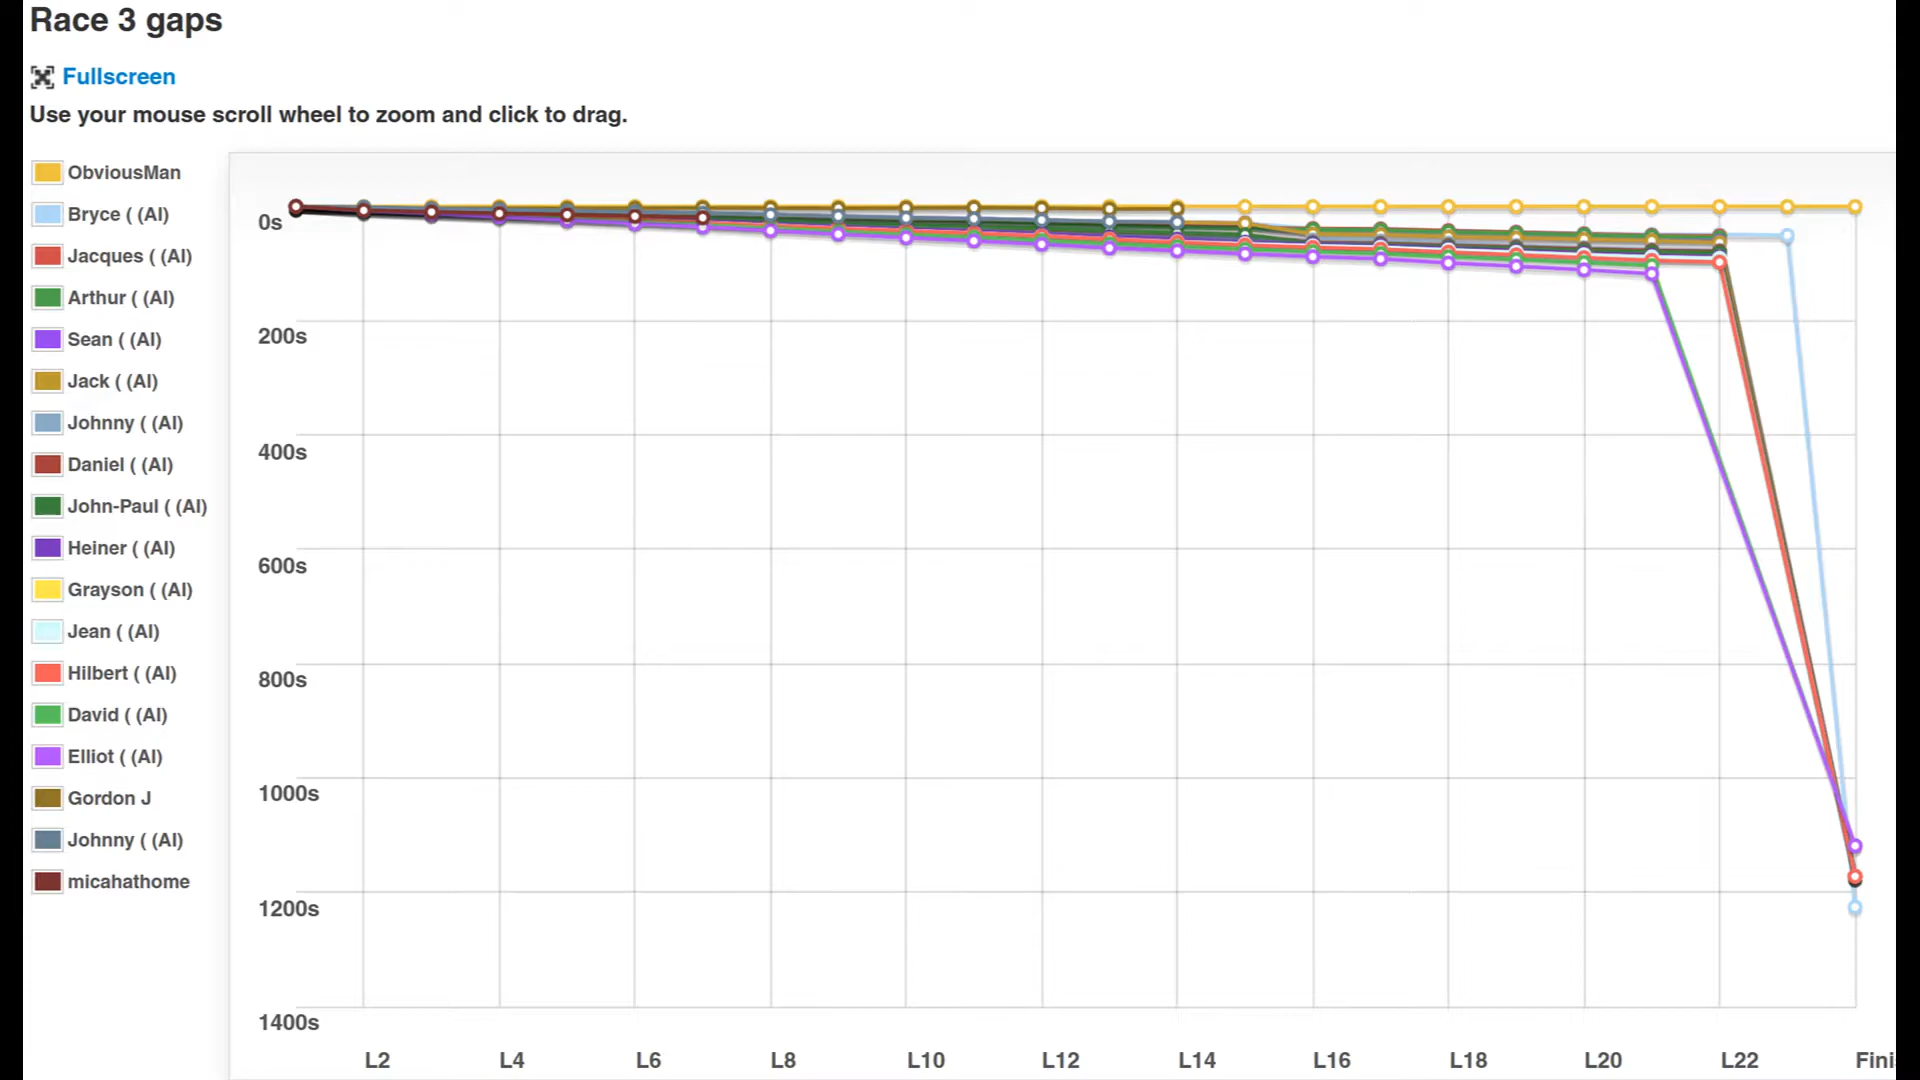 Race 3 gaps
Fullscreen
Use your mouse scroll wheel to zoom and click to drag.
ObviousMan
Bryce ( (AI)
Jacques ( (AI)
Arthur ( (AI)
Sean ( (AI)
Jack ( (AI)
Johnny ( (AI)
Daniel ( (AI)
John-Paul ( (AI)
Heiner ( (AI)
Grayson ( (AI)
Jean ( (AI)
Hilbert ( (AI)
David ( (AI)
Elliot ( (AI)
Gordon J
Johnny ( (AI)
micahathome
0s
200s
400s
600s
800s
1000s
1200s
1400s
L2 L4 L6 L8 L10 L12 L14 L16 L18 L20 L22 Fini